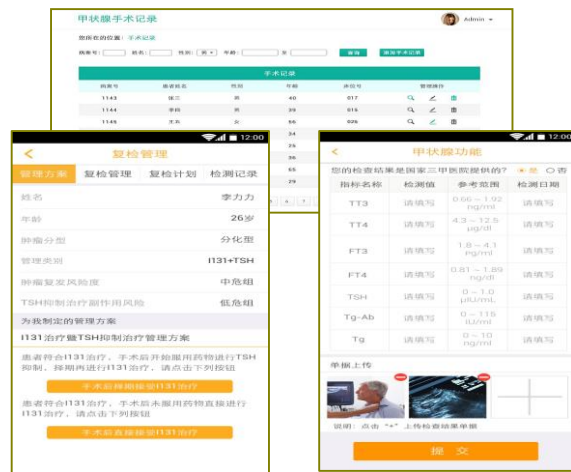 甲状腺手术记录
Admin
您所在的位置：手术记录
病案号： 姓名： 性别：男 年龄： 至 查询 添加手术记录
手术记录
病案号 患者姓名 性别 年龄 床位号 管理操作
1143 张三 男 40 017
1144 李四 男 39 016
1145 王五 女 56 026
34
25
36
65
79
12:00
复检管理
管理方案 复检管理 复检计划 检测记录
姓名 李力力
年龄 26岁
肿瘤分型 分化型
管理类别 I131+TSH
肿瘤复发风险度 中危组
TSH抑制治疗副作用风险 低危组
为我制定的管理方案
I131治疗暨TSH抑制治疗管理方案
患者符合I131治疗，手术后开始服用药物进行TSH
抑制，择期再进行I131治疗，请点击下列按钮
手术后择期接受I131治疗
患者符合I131治疗，手术后未服用药物直接进行
I131治疗，请点击下列按钮
手术后直接接受I131治疗
12:00
甲状腺功能
您的检查结果是国家三甲医院提供的？ 是 否
指标名称 检测值 参考范围 检测日期
TT3 请填写 0.66 ~ 1.92 ng/ml 请填写
TT4 请填写 4.3 ~ 12.5 μg/dl 请填写
FT3 请填写 1.8 ~ 4.1 pg/ml 请填写
FT4 请填写 0.81 ~ 1.89 ng/dl 请填写
TSH 请填写 0 ~ 1.0 μIU/mL 请填写
Tg-Ab 请填写 0 ~ 115 IU/ml 请填写
Tg 请填写 0 ~ 10 ng/ml 请填写
单据上传
说明：点击 "+" 上传检查结果单据
提 交